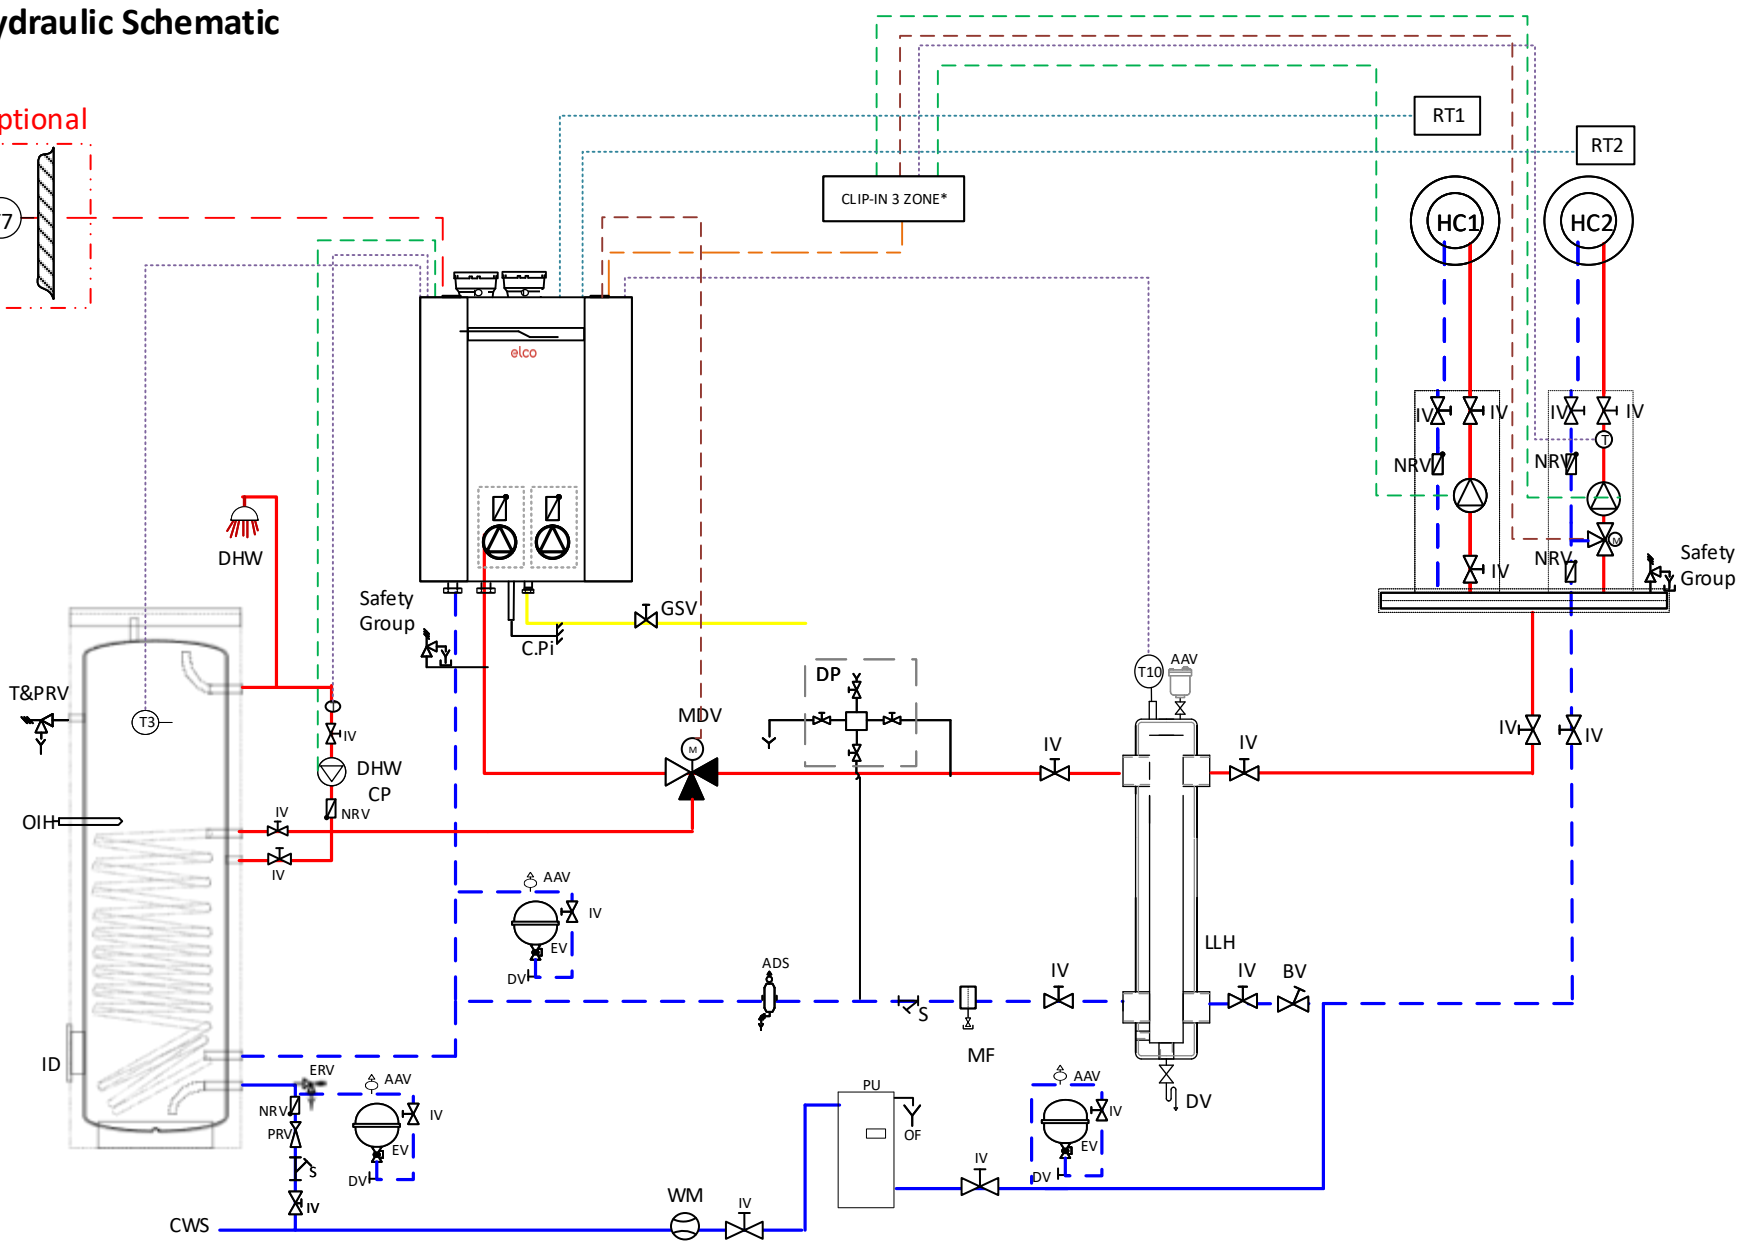 ydraulic Schematic
ptional
7
RT1
RT2
CLIP-IN 3 ZONE*
HC1
HC2
elco
IV
IV
IV
IV
T
NRV
NRV
DHW
M
NRV
IV
Safety
Group
Safety
Group
GSV
C.Pi
T&PRV
T3
IV
DHW
CP
NRV
OIH
IV
IV
MDV
M
DP
T10
AAV
IV
IV
IV
IV
AAV
IV
EV
DV
ADS
S
MF
IV
LLH
IV
BV
DV
ID
ERV
NRV
PRV
S
IV
AAV
IV
EV
DV
CWS
WM
IV
PU
OF
IV
AAV
IV
EV
DV